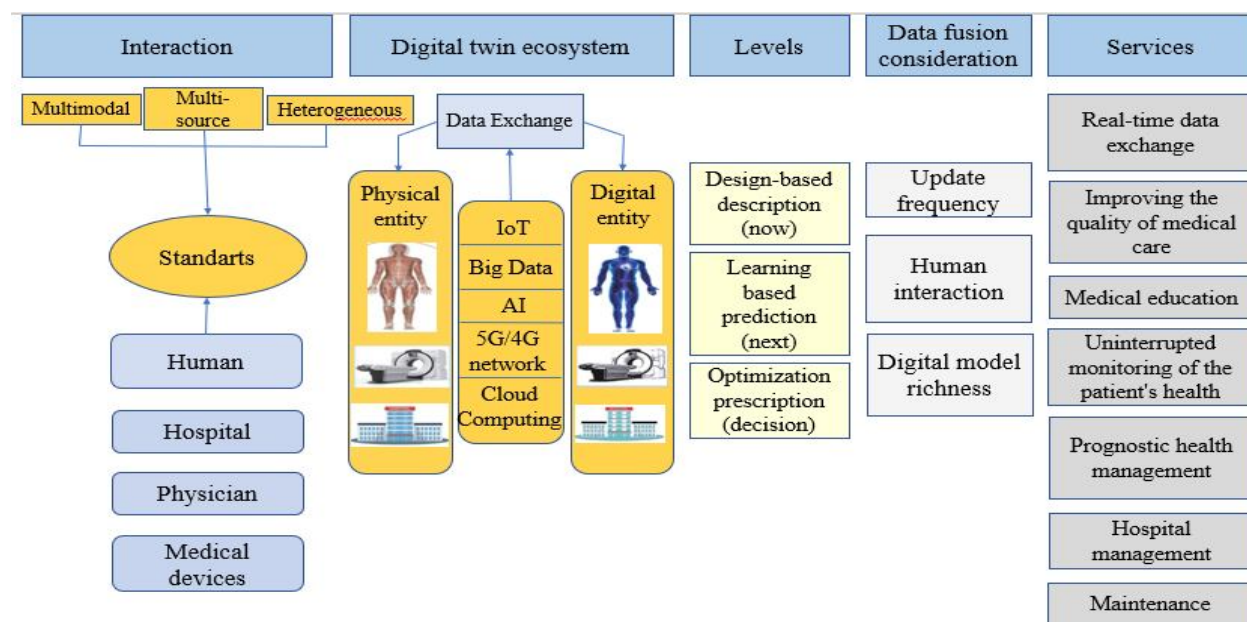 Interaction
Digital twin ecosystem
Levels
Data fusion
consideration
Services
Multimodal
Multi-
source
Heterogeneous
Standarts
Human
Hospital
Physician
Medical
devices
Data Exchange
Physical
entity
IoT
Big Data
AI
5G/4G
network
Cloud
Computing
Digital
entity
Design-based
description
(now)
Learning
based
prediction
(next)
Optimization
prescription
(decision)
Update
frequency
Human
interaction
Digital model
richness
Real-time data
exchange
Improving the
quality of medical
care
Medical education
Uninterrupted
monitoring of the
patient's health
Prognostic health
management
Hospital
management
Maintenance